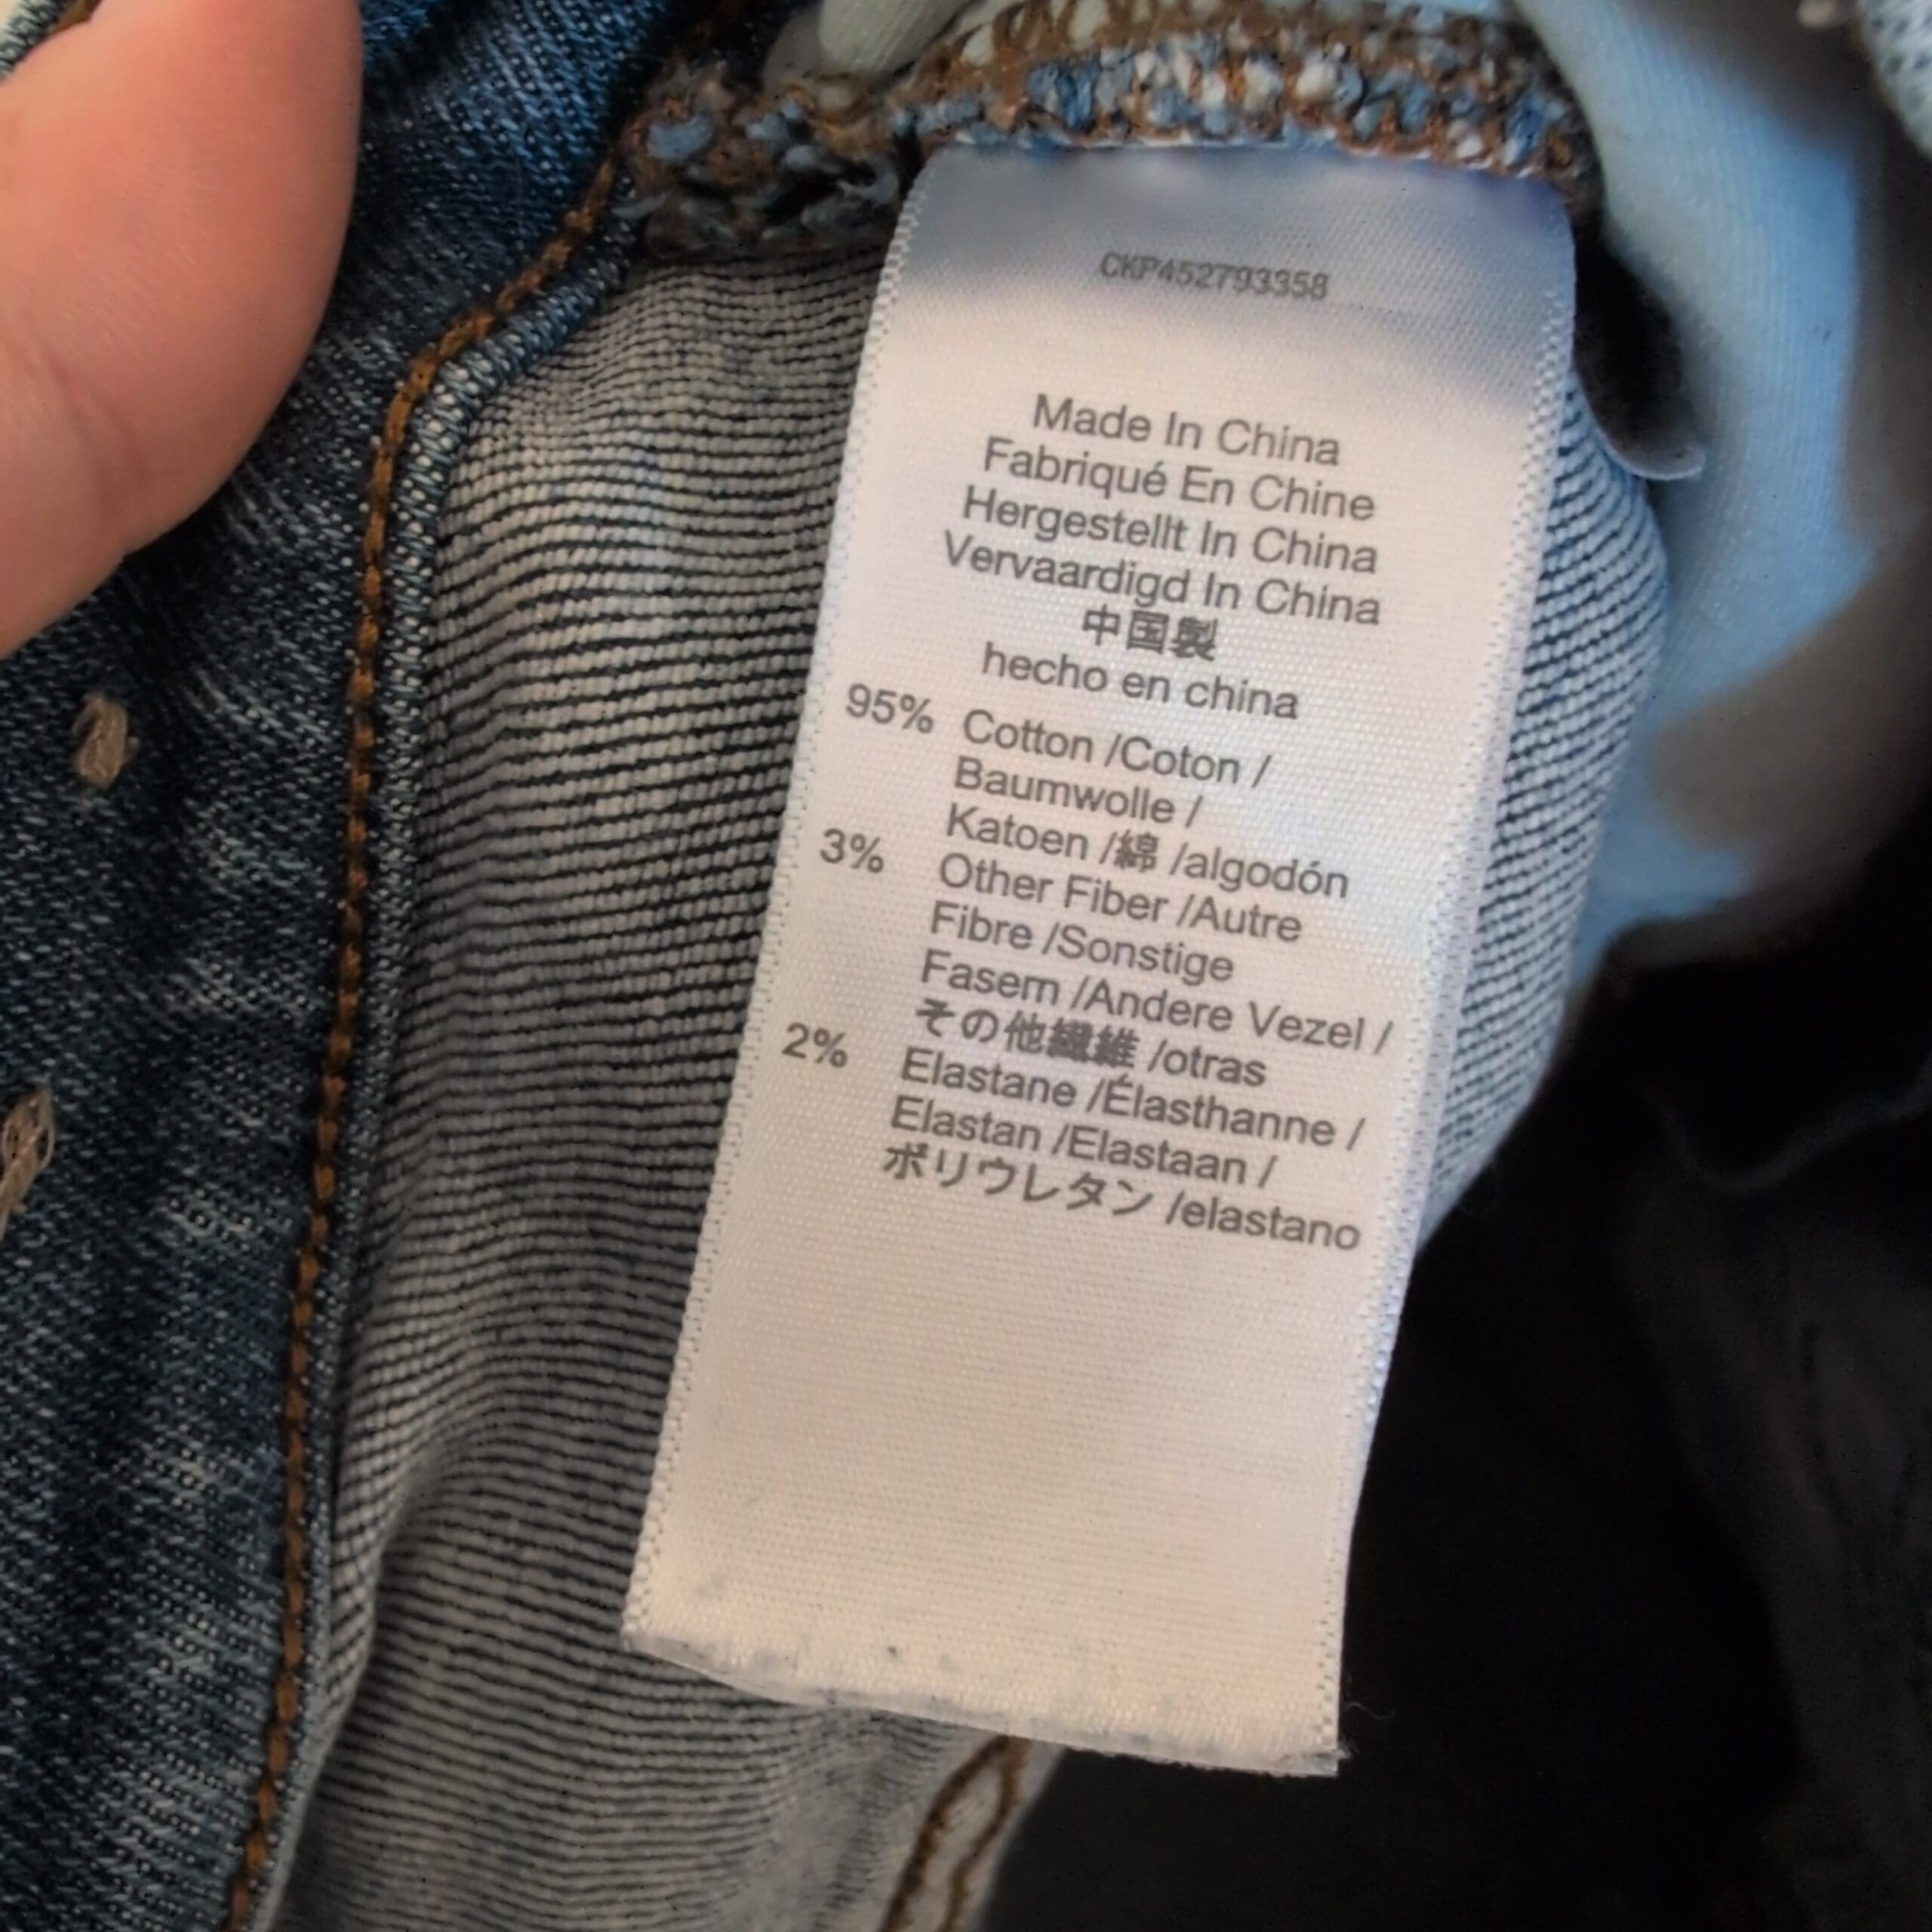 CKP452793358
Made In China
Fabriqué En Chine
Hergestellt In China
Vervaardigd In China
中国製
hecho en china
95% Cotton /Coton /
Baumwolle /
Katoen /綿 /algodón
3% Other Fiber /Autre
Fibre /Sonstige
Fasern /Andere Vezel /
その他繊維 /otras
2% Elastane /Élasthanne /
Elastan /Elastaan /
ポリウレタン /elastano